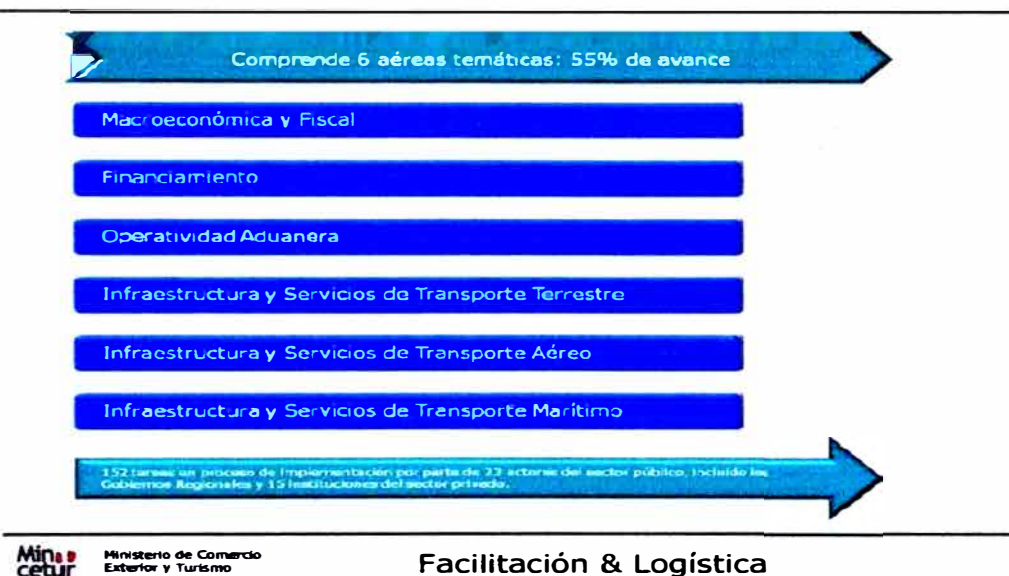 Comprende 6 aéreas temáticas: 55% de avance
Macroeconómica y Fiscal
Financiamiento
Operatividad Aduanera
Infraestructura y Servicios de Transporte Terrestre
Infraestructura y Servicios de Transporte Aéreo
Infraestructura y Servicios de Transporte Marítimo
152 tareas en proceso de implementación por parte de 23 actores del sector público, incluido los
Gobiernos Regionales y 15 instituciones del sector privado.
Mincetur
Ministerio de Comercio
Exterior y Turismo
Facilitación & Logística